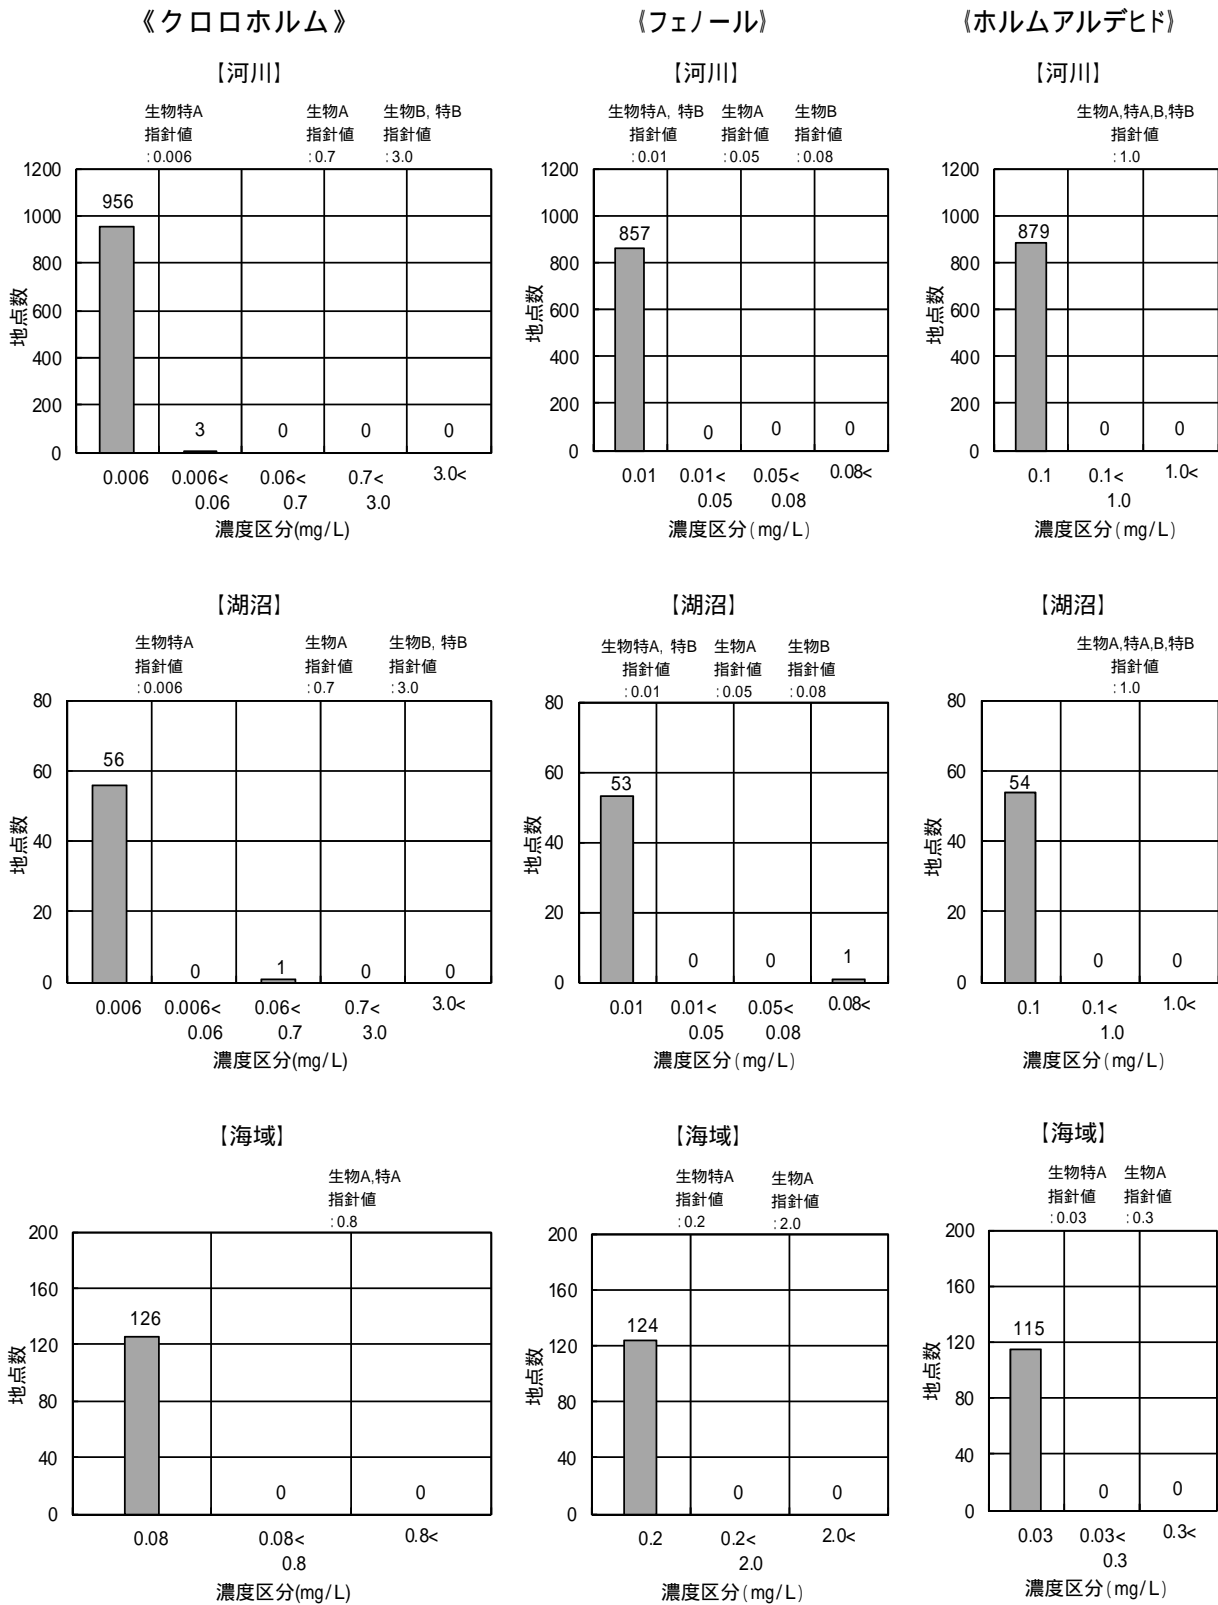 《クロロホルム》
【河川】
生物特A
指針値
:0.006
生物A
指針値
:0.7
生物B, 特B
指針値
:3.0
1200
1000
800
600
400
200
0
地点数
956
3
0
0
0
0.006
0.006<
0.06
0.06<
0.7
0.7<
3.0
3.0<
濃度区分(mg/L)
【湖沼】
生物特A
指針値
:0.006
生物A
指針値
:0.7
生物B, 特B
指針値
:3.0
80
60
40
20
0
地点数
56
0
1
0
0
0.006
0.006<
0.06
0.06<
0.7
0.7<
3.0
3.0<
濃度区分(mg/L)
【海域】
生物A,特A
指針値
:0.8
200
160
120
80
40
0
地点数
126
0
0
0.08
0.08<
0.8
0.8<
濃度区分(mg/L)
《フェノール》
【河川】
生物特A, 特B
指針値
:0.01
生物A
指針値
:0.05
生物B
指針値
:0.08
1200
1000
800
600
400
200
0
地点数
857
0
0
0
0.01
0.01<
0.05
0.05<
0.08
0.08<
濃度区分(mg/L)
【湖沼】
生物特A, 特B
指針値
:0.01
生物A
指針値
:0.05
生物B
指針値
:0.08
80
60
40
20
0
地点数
53
0
0
1
0.01
0.01<
0.05
0.05<
0.08
0.08<
濃度区分(mg/L)
【海域】
生物特A
指針値
:0.2
生物A
指針値
:2.0
200
160
120
80
40
0
地点数
124
0
0
0.2
0.2<
2.0
2.0<
濃度区分(mg/L)
《ホルムアルデヒド》
【河川】
生物A,特A,B,特B
指針値
:1.0
1200
1000
800
600
400
200
0
地点数
879
0
0
0.1
0.1<
1.0
1.0<
濃度区分(mg/L)
【湖沼】
生物A,特A,B,特B
指針値
:1.0
80
60
40
20
0
地点数
54
0
0
0.1
0.1<
1.0
1.0<
濃度区分(mg/L)
【海域】
生物特A
指針値
:0.03
生物A
指針値
:0.3
200
160
120
80
40
0
地点数
115
0
0
0.03
0.03<
0.3
0.3<
濃度区分(mg/L)